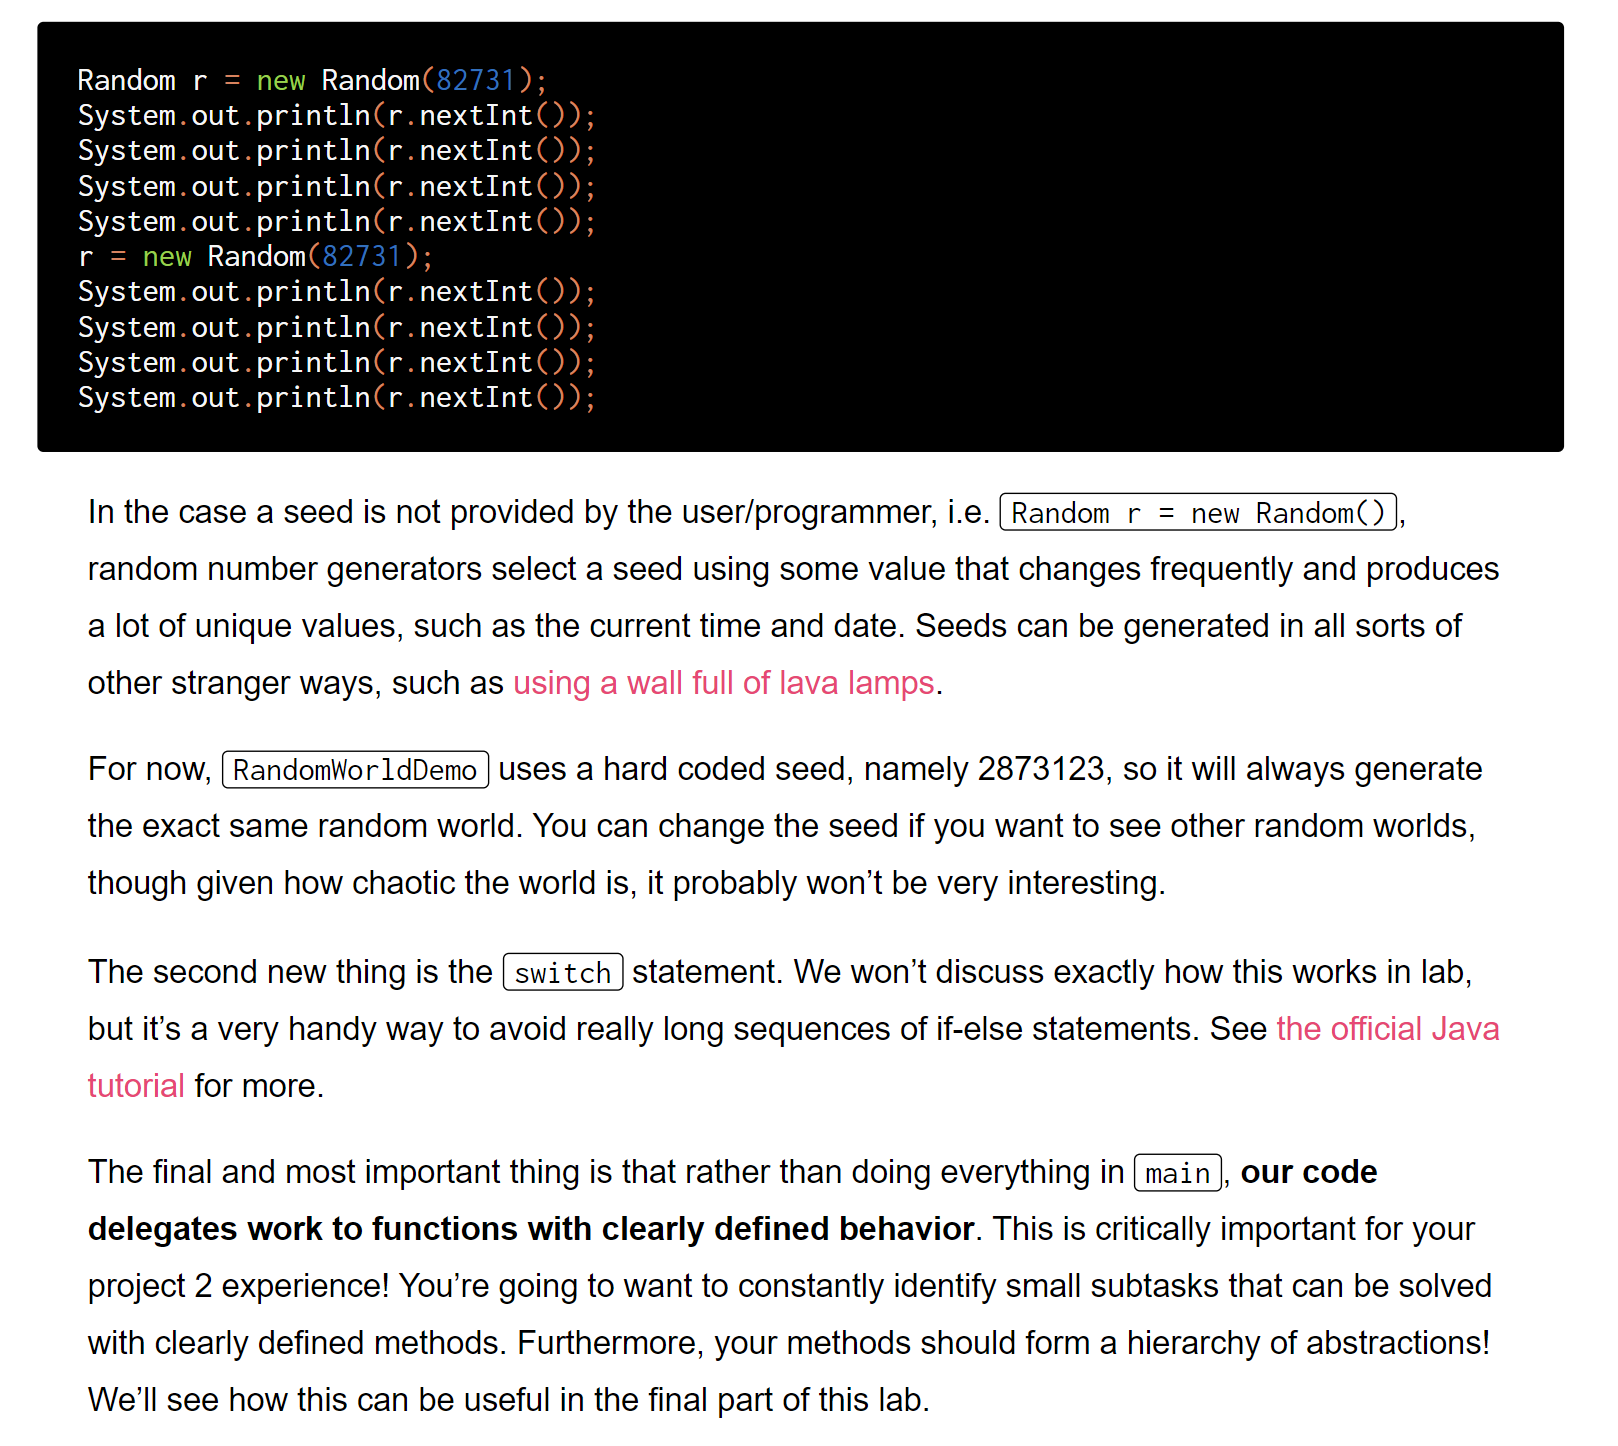 Random r = new Random(82731);
System.out.println(r.nextInt());
System.out.println(r.nextInt());
System.out.println(r.nextInt());
System.out.println(r.nextInt());
r = new Random(82731);
System.out.println(r.nextInt());
System.out.println(r.nextInt());
System.out.println(r.nextInt());
System.out.println(r.nextInt());
In the case a seed is not provided by the user/programmer, i.e. Random r = new Random(),
random number generators select a seed using some value that changes frequently and produces
a lot of unique values, such as the current time and date. Seeds can be generated in all sorts of
other stranger ways, such as using a wall full of lava lamps.
For now, RandomWorldDemo uses a hard coded seed, namely 2873123, so it will always generate
the exact same random world. You can change the seed if you want to see other random worlds,
though given how chaotic the world is, it probably won’t be very interesting.
The second new thing is the switch statement. We won’t discuss exactly how this works in lab,
but it’s a very handy way to avoid really long sequences of if-else statements. See the official Java
tutorial for more.
The final and most important thing is that rather than doing everything in main, our code
delegates work to functions with clearly defined behavior. This is critically important for your
project 2 experience! You’re going to want to constantly identify small subtasks that can be solved
with clearly defined methods. Furthermore, your methods should form a hierarchy of abstractions!
We’ll see how this can be useful in the final part of this lab.